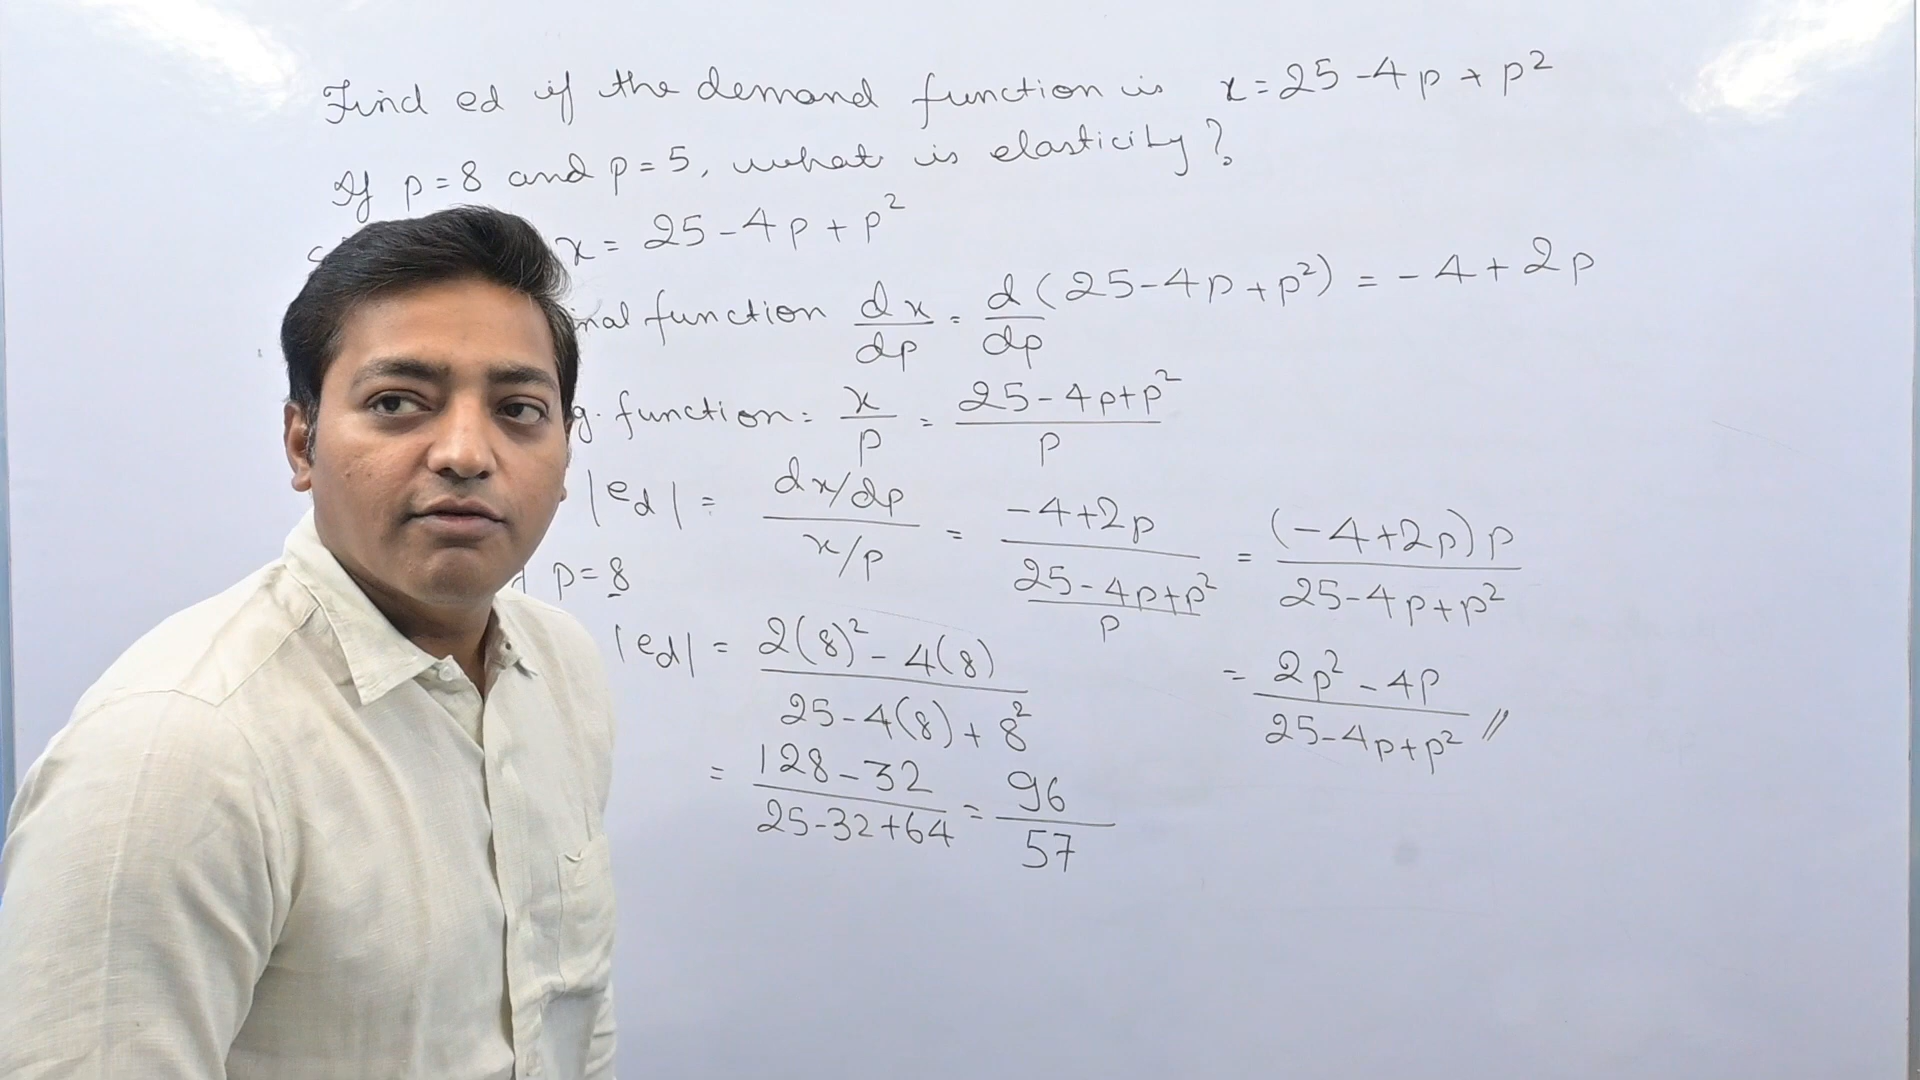 Find ed if the demand function is x = 25 - 4p + p²
If p = 8 and p = 5, what is elasticity?
x = 25 - 4p + p²
function dx/dp = d/dp (25 - 4p + p²) = - 4 + 2p
function = x/p = (25 - 4p + p²)/p
|ed| = (dx/dp)/(x/p) = (-4 + 2p)/((25 - 4p + p²)/p) = ((-4 + 2p) p)/(25 - 4p + p²)
p = 8
|ed| = (2(8)² - 4(8))/(25 - 4(8) + 8²)
= (2p² - 4p)/(25 - 4p + p²) //
= (128 - 32)/(25 - 32 + 64) = 96/57